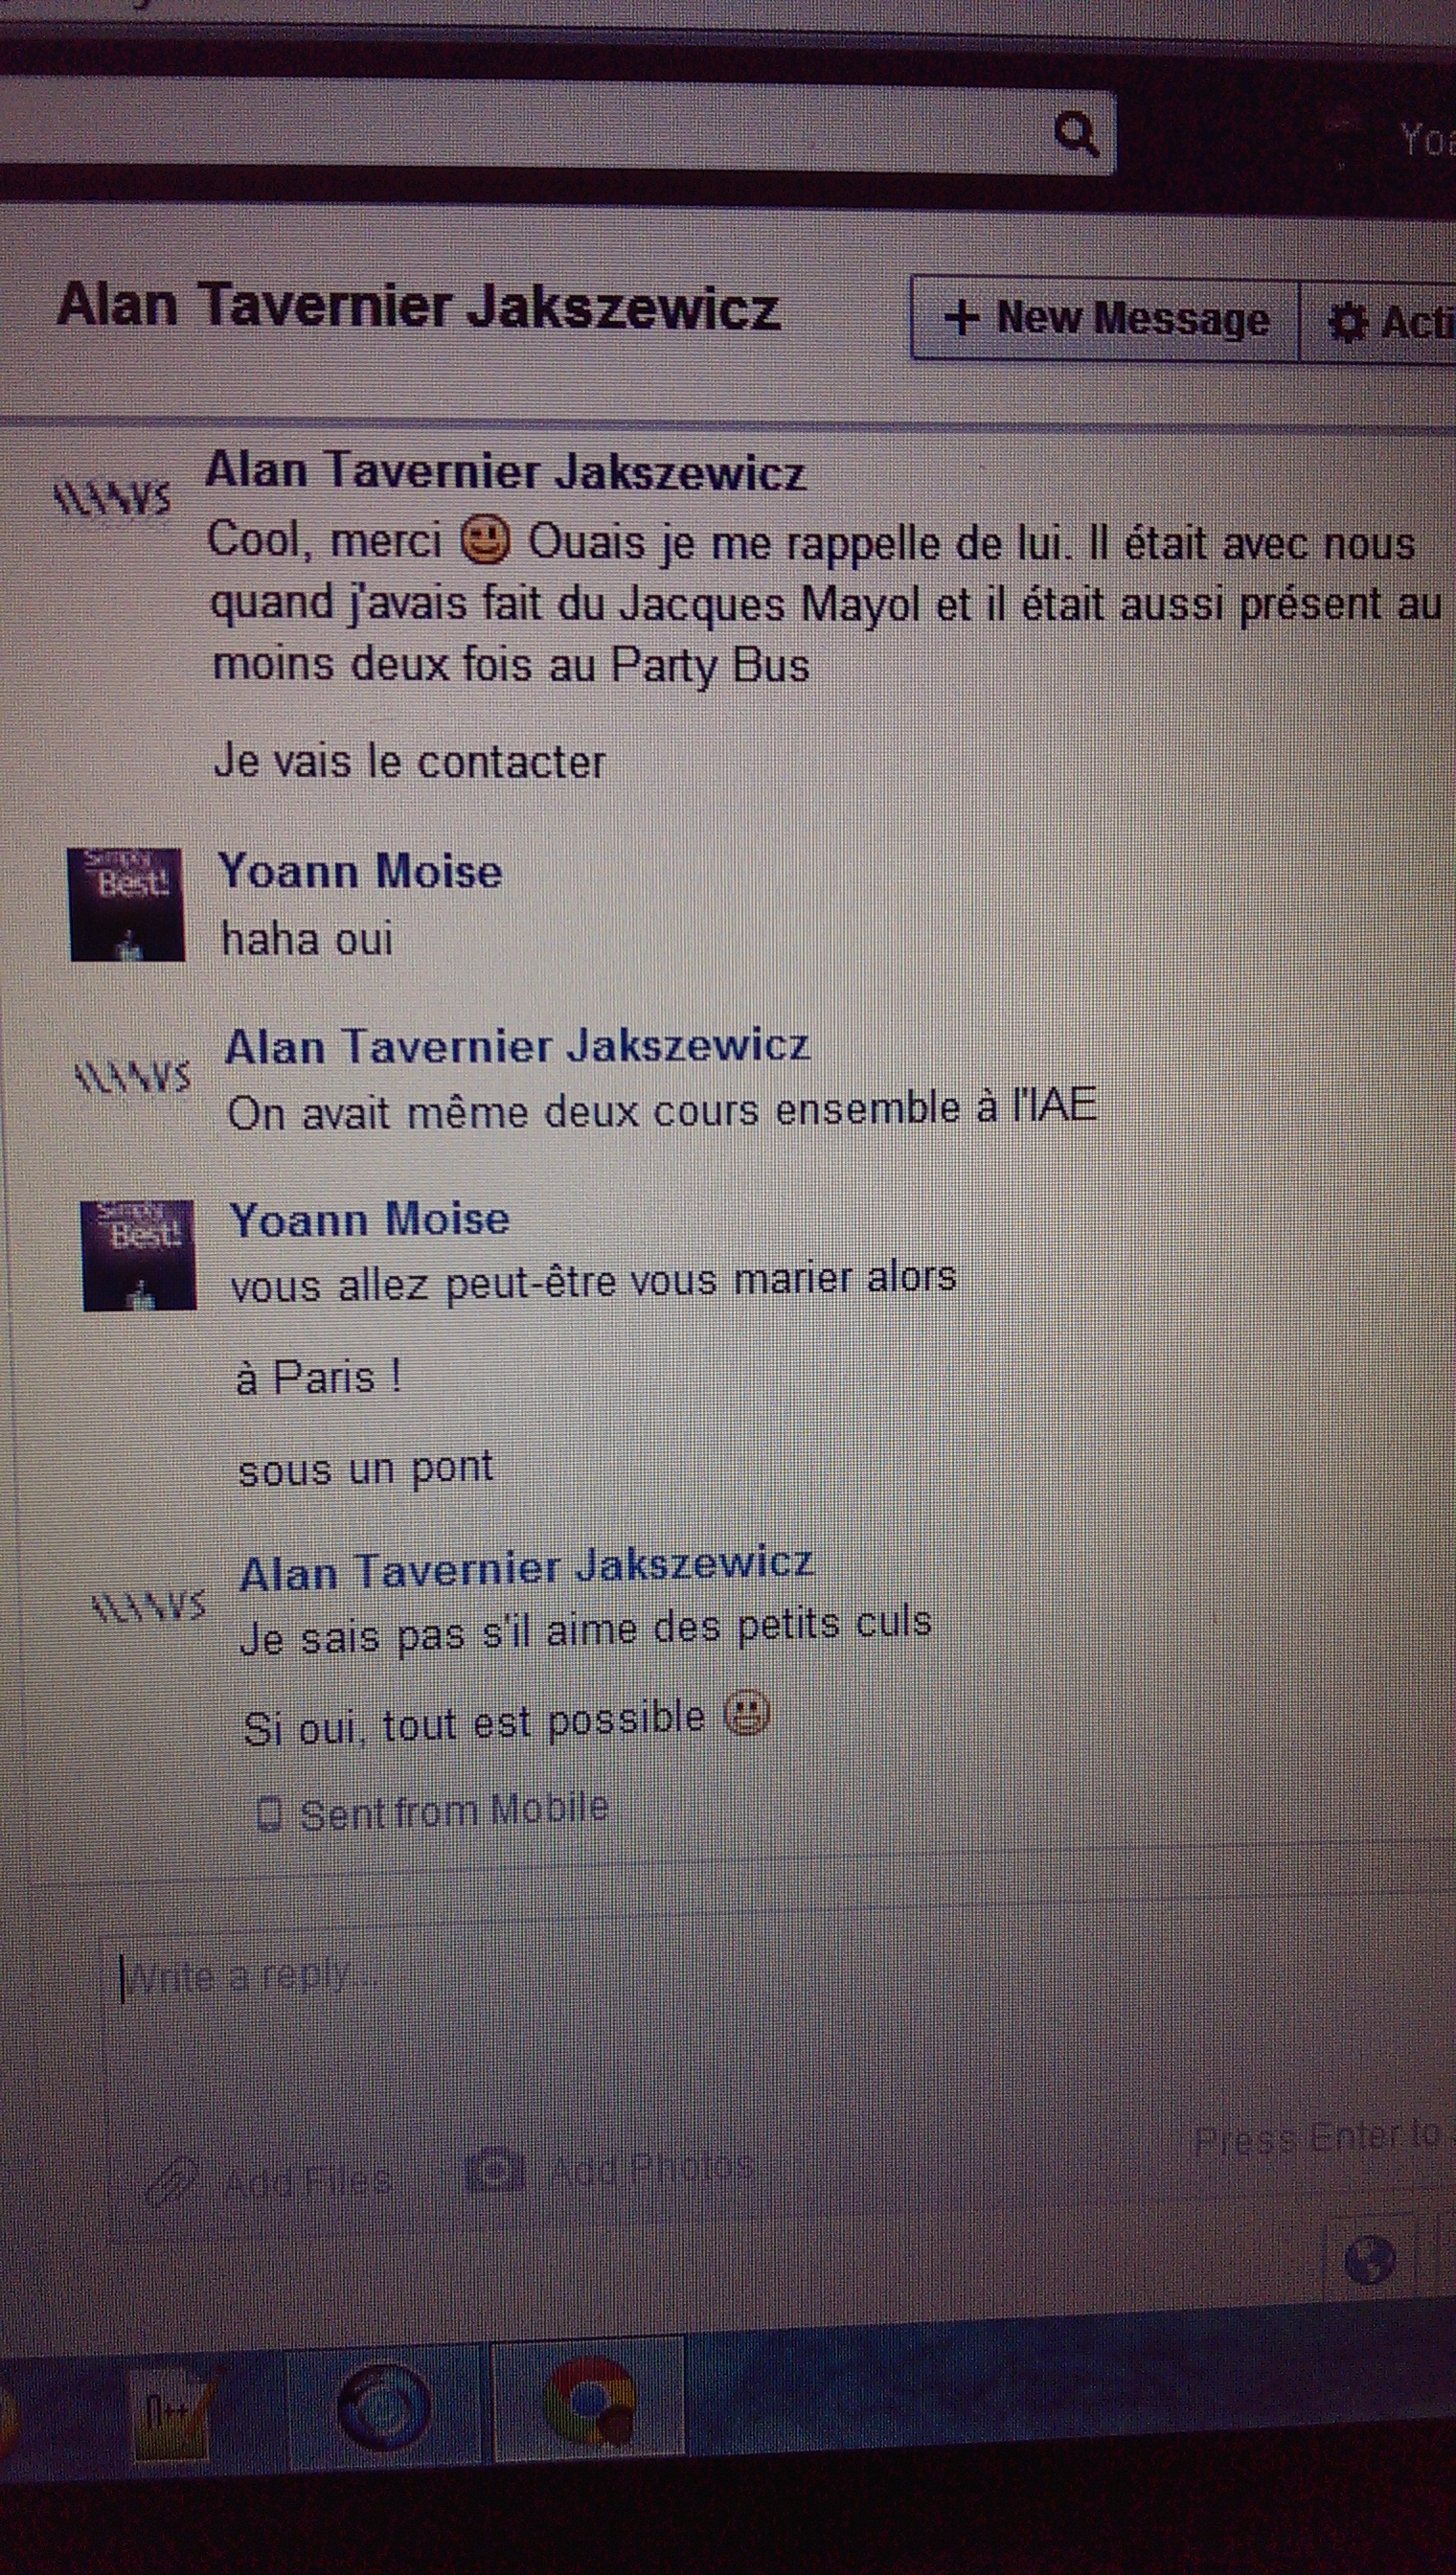 Yoa
Alan Tavernier Jakszewicz
+ New Message
Acti
Alan Tavernier Jakszewicz
Cool, merci 😀 Ouais je me rappelle de lui. Il était avec nous
quand j'avais fait du Jacques Mayol et il était aussi présent au
moins deux fois au Party Bus
Je vais le contacter
Simply
Best!
Yoann Moise
haha oui
Alan Tavernier Jakszewicz
On avait même deux cours ensemble à l'IAE
Simply
Best!
Yoann Moise
vous allez peut-être vous marier alors
à Paris !
sous un pont
Alan Tavernier Jakszewicz
Je sais pas s'il aime des petits culs
Si oui, tout est possible 😀
Sent from Mobile
Write a reply...
Add Files
Add Photos
Press Enter to
n++